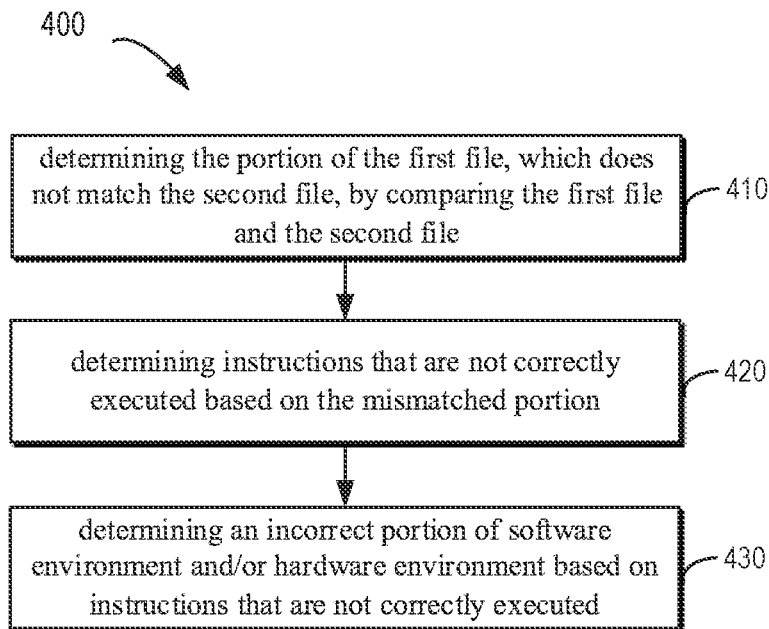 400
determining the portion of the first file, which does
not match the second file, by comparing the first file
and the second file
410
determining instructions that are not correctly
executed based on the mismatched portion
420
determining an incorrect portion of software
environment and/or hardware environment based on
instructions that are not correctly executed
430